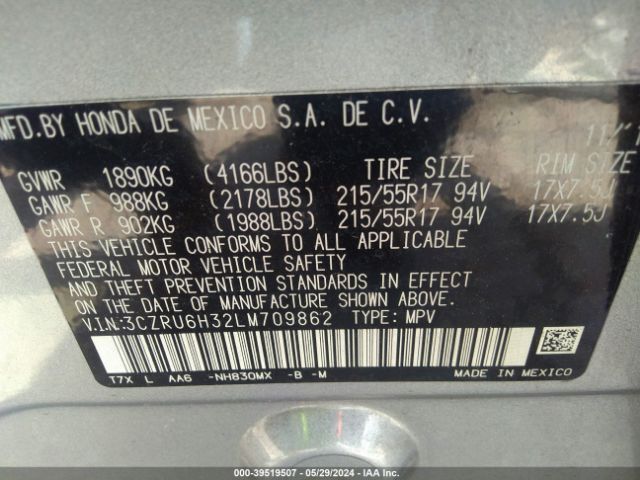 MFD.BY HONDA DE MEXICO S.A. DE C.V.
GVWR 1890KG (4166LBS) TIRE SIZE RIM SIZE
GAWR F 988KG (2178LBS) 215/55R17 94V 17X7.5J
GAWR R 902KG (1988LBS) 215/55R17 94V 17X7.5J
THIS VEHICLE CONFORMS TO ALL APPLICABLE
FEDERAL MOTOR VEHICLE SAFETY
AND THEFT PREVENTION STANDARDS IN EFFECT
ON THE DATE OF MANUFACTURE SHOWN ABOVE.
V.IN:3CZRU6H32LM709862 TYPE:MPV
T7X L AA6 -NH830MX -B -M MADE IN MEXICO
000-39519507 - 05/29/2024 - IAA Inc.